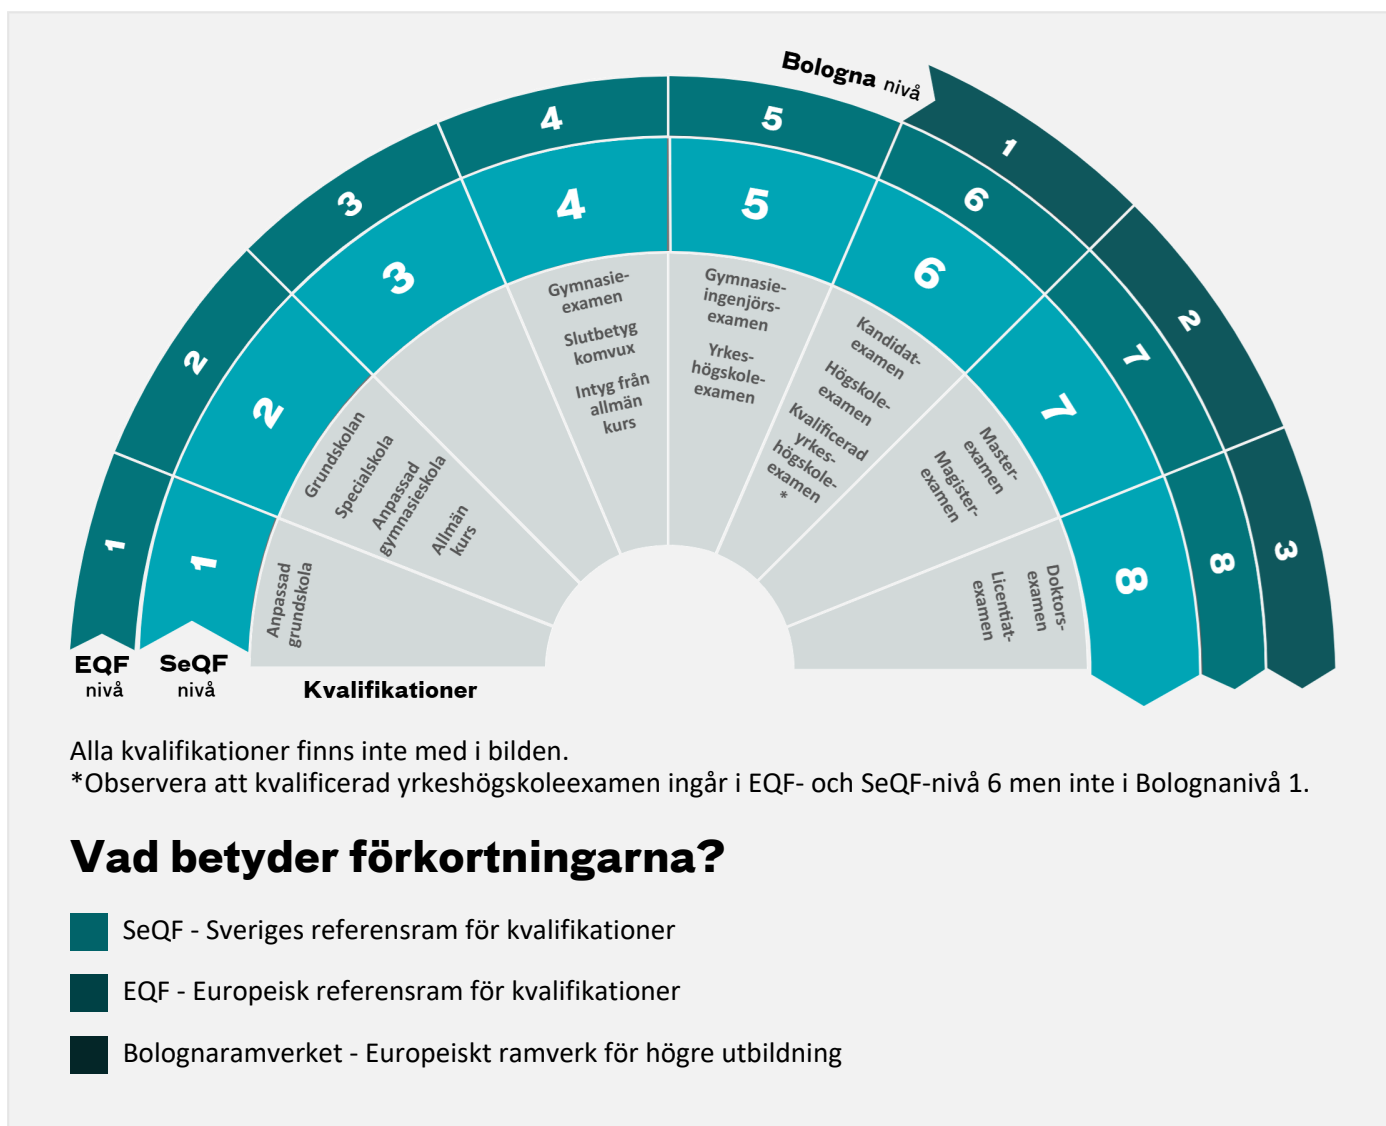 Bologna nivå
1
2
3
1
2
3
4
5
6
7
8
1
2
3
4
5
6
7
8
Anpassad
grundskola
Grundskolan
Specialskola
Anpassad
gymnasieskola
Allmän
kurs
Gymnasie-
examen
Slutbetyg
komvux
Intyg från
allmän
kurs
Gymnasie-
ingenjörs-
examen
Yrkes-
högskole-
examen
Kandidat-
examen
Högskole-
examen
Kvalificerad
yrkes-
högskole-
examen
*
Master-
examen
Magister-
examen
Doktors-
examen
Licentiat-
examen
EQF
nivå
SeQF
nivå
Kvalifikationer
Alla kvalifikationer finns inte med i bilden.
*Observera att kvalificerad yrkeshögskoleexamen ingår i EQF- och SeQF-nivå 6 men inte i Bolognanivå 1.
Vad betyder förkortningarna?
SeQF - Sveriges referensram för kvalifikationer
EQF - Europeisk referensram för kvalifikationer
Bolognaramverket - Europeiskt ramverk för högre utbildning